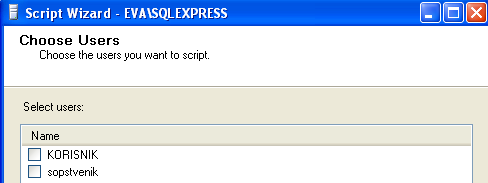 Script Wizard - EVA\SQLEXPRESS
Choose Users
Choose the users you want to script.
Select users:
Name
KORISNIK
sopstvenik